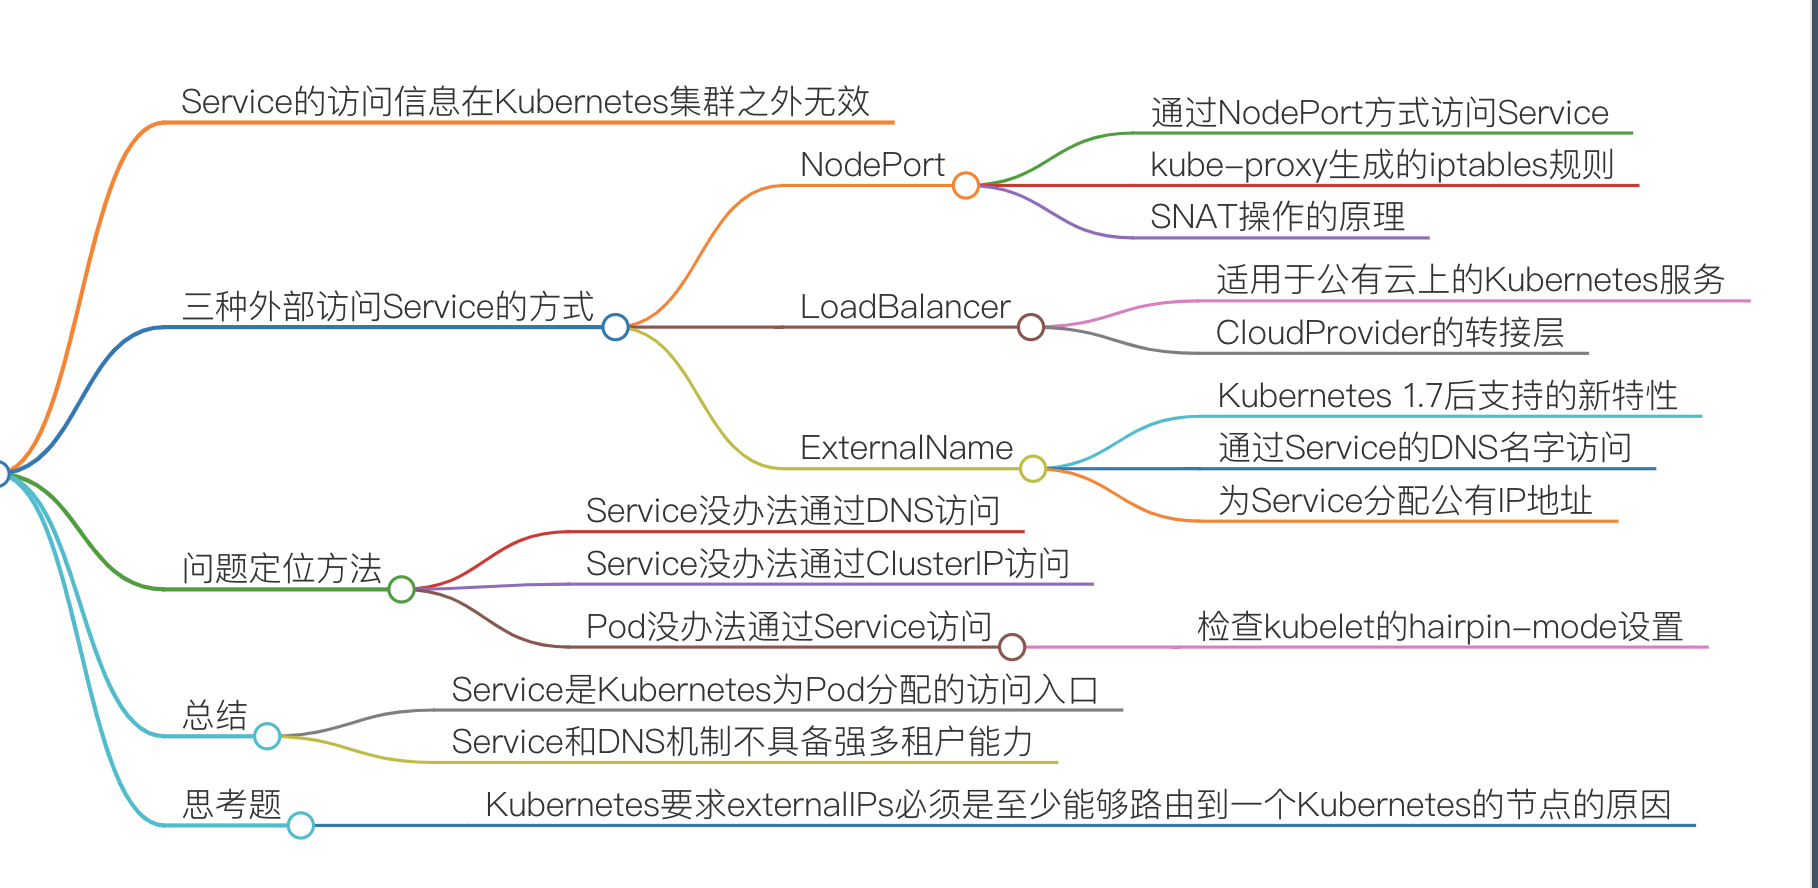 Service的访问信息在Kubernetes集群之外无效
三种外部访问Service的方式
NodePort
通过NodePort方式访问Service
kube-proxy生成的iptables规则
SNAT操作的原理
LoadBalancer
适用于公有云上的Kubernetes服务
CloudProvider的转接层
ExternalName
Kubernetes 1.7后支持的新特性
通过Service的DNS名字访问
为Service分配公有IP地址
问题定位方法
Service没办法通过DNS访问
Service没办法通过ClusterIP访问
Pod没办法通过Service访问
检查kubelet的hairpin-mode设置
总结
Service是Kubernetes为Pod分配的访问入口
Service和DNS机制不具备强多租户能力
思考题
Kubernetes要求externalIPs必须是至少能够路由到一个Kubernetes的节点的原因